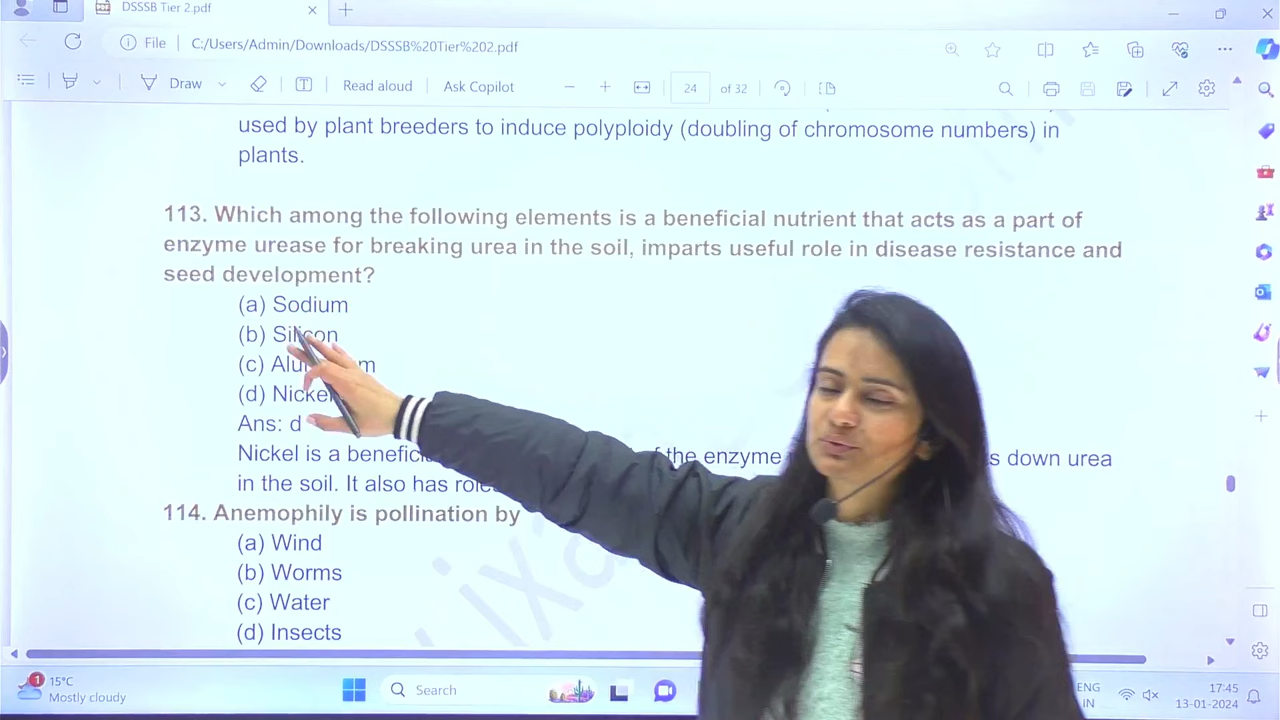 DSSSB Tier 2.pdf
File
C:/Users/Admin/Downloads/DSSSB%20Tier%202.pdf
Draw
Read aloud
Ask Copilot
24
of 32
used by plant breeders to induce polyploidy (doubling of chromosome numbers) in
plants.
113. Which among the following elements is a beneficial nutrient that acts as a part of
enzyme urease for breaking urea in the soil, imparts useful role in disease resistance and
seed development?
(a) Sodium
(b) Silicon
(c)
(d) Nickel
Ans: d
Nickel is a the enzyme down urea
in the soil. It also has
114. Anemophily is pollination by
(a) Wind
(b) Worms
(c) Water
(d) Insects
1
15°C
Mostly cloudy
Search
ENG
IN
17:45
13-01-2024